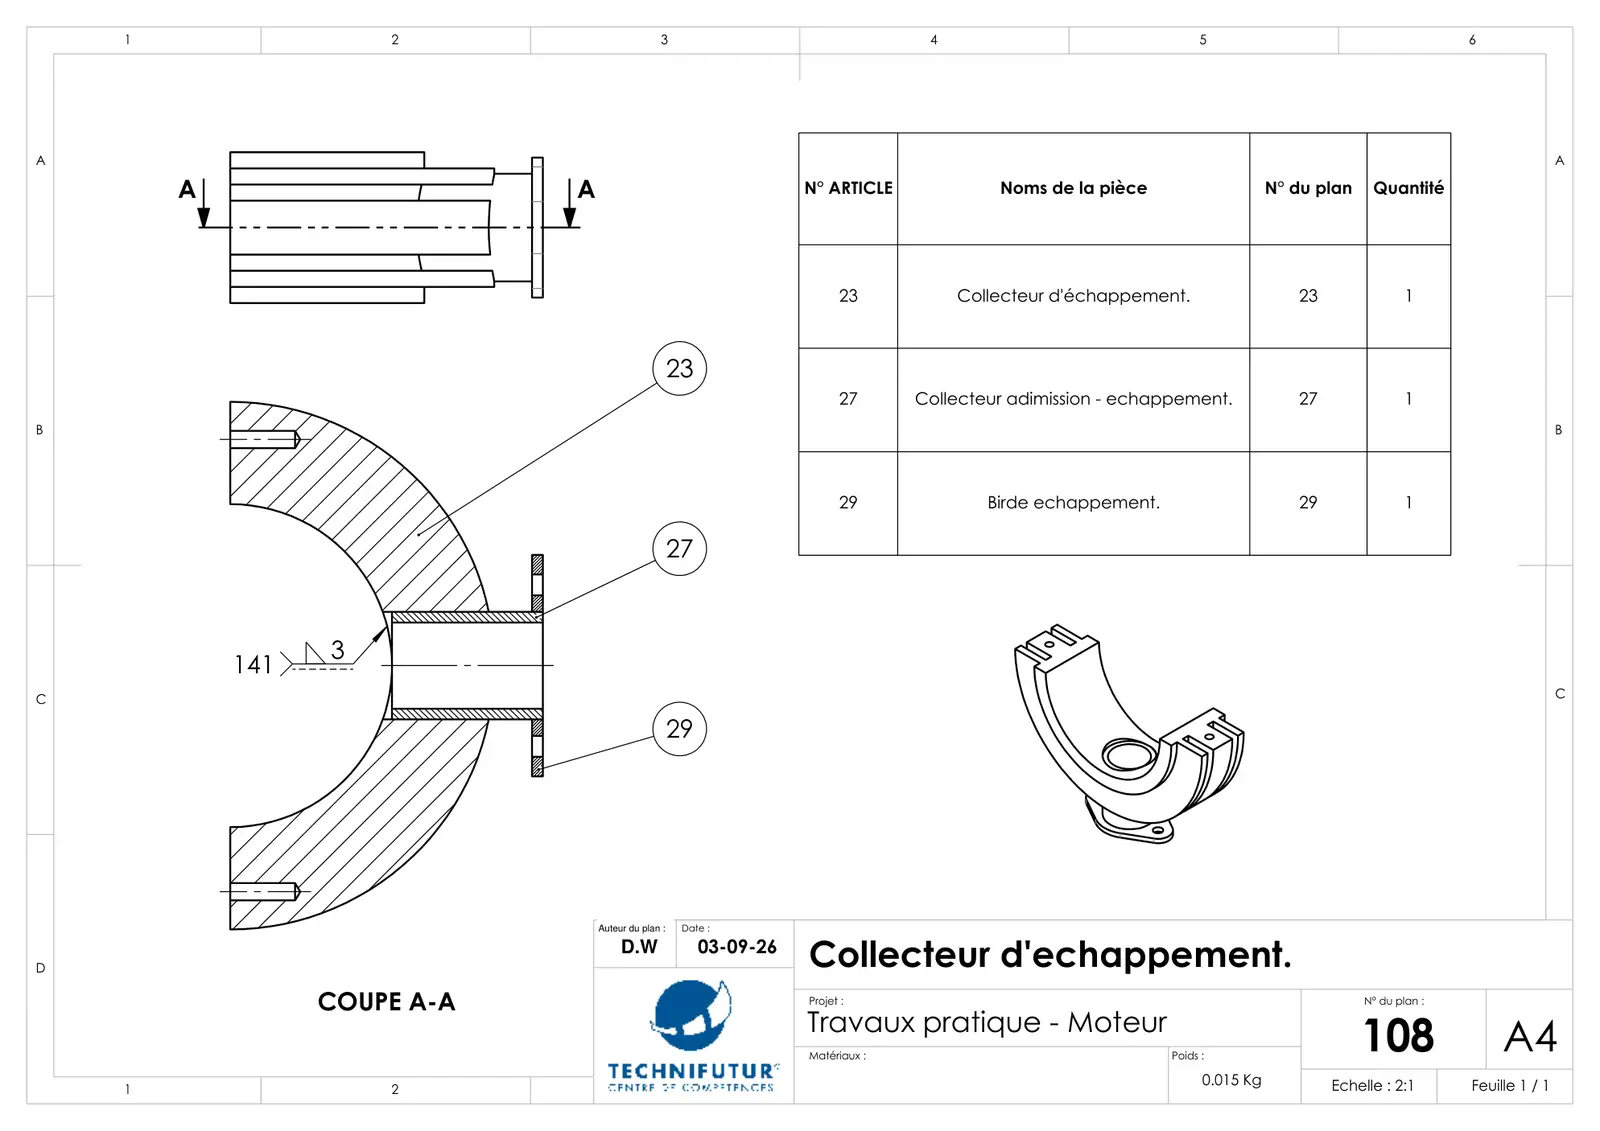 1 2 3 4 5 6
A A
B B
C C
D
1 2
A A
N° ARTICLE Noms de la pièce N° du plan Quantité
23 Collecteur d'échappement. 23 1
27 Collecteur adimission - echappement. 27 1
29 Birde echappement. 29 1
23
27
29
141 3
COUPE A-A
Auteur du plan :
D.W
Date :
03-09-26
Collecteur d'echappement.
TECHNIFUTUR
CENTRE DE COMPETENCES
Projet :
Travaux pratique - Moteur
N° du plan :
108
A4
Matériaux :
Poids :
0.015 Kg
Echelle : 2:1
Feuille 1 / 1